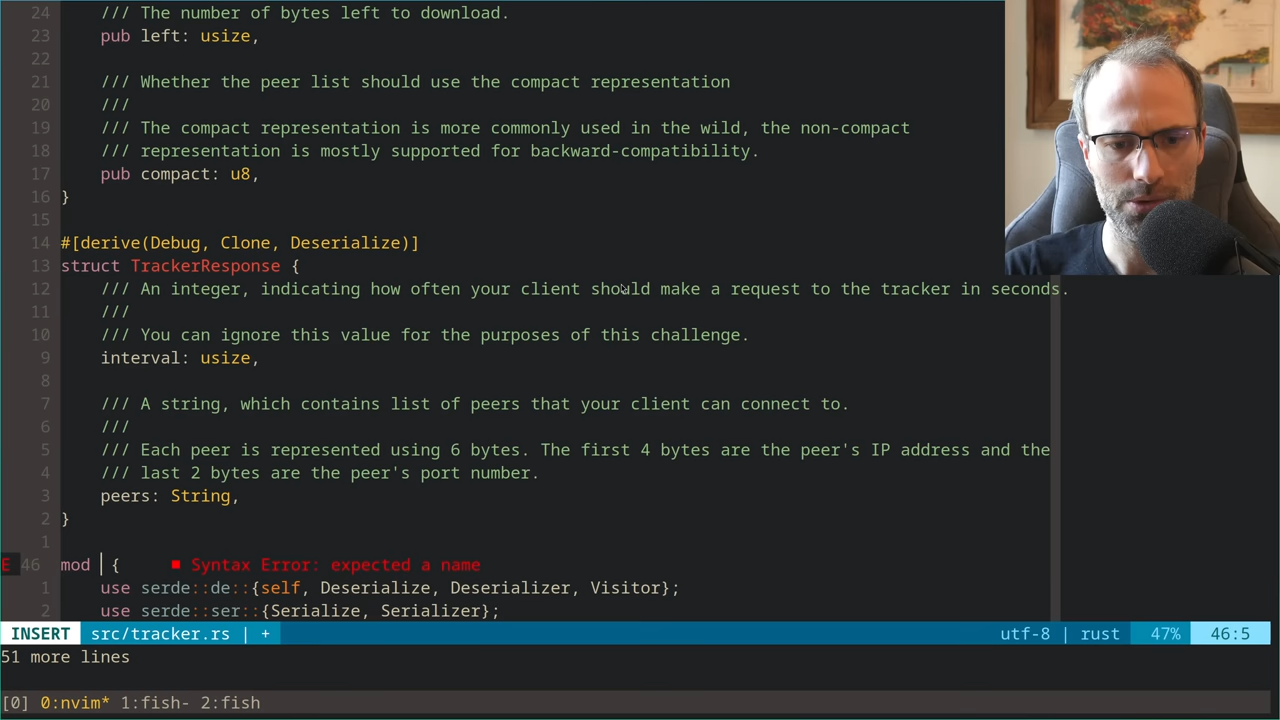 24 /// The number of bytes left to download.
23 pub left: usize,
22
21 /// Whether the peer list should use the compact representation
20 ///
19 /// The compact representation is more commonly used in the wild, the non-compact
18 /// representation is mostly supported for backward-compatibility.
17 pub compact: u8,
16 }
15
14 #[derive(Debug, Clone, Deserialize)]
13 struct TrackerResponse {
12 /// An integer, indicating how often your client should make a request to the tracker in seconds.
11 ///
10 /// You can ignore this value for the purposes of this challenge.
9 interval: usize,
8
7 /// A string, which contains list of peers that your client can connect to.
6 ///
5 /// Each peer is represented using 6 bytes. The first 4 bytes are the peer's IP address and the
4 /// last 2 bytes are the peer's port number.
3 peers: String,
2 }
1
E 46 mod { ■ Syntax Error: expected a name
1 use serde::de::{self, Deserialize, Deserializer, Visitor};
2 use serde::ser::{Serialize, Serializer};
INSERT src/tracker.rs | + utf-8 | rust 47% 46:5
51 more lines
[0] 0:nvim* 1:fish- 2:fish